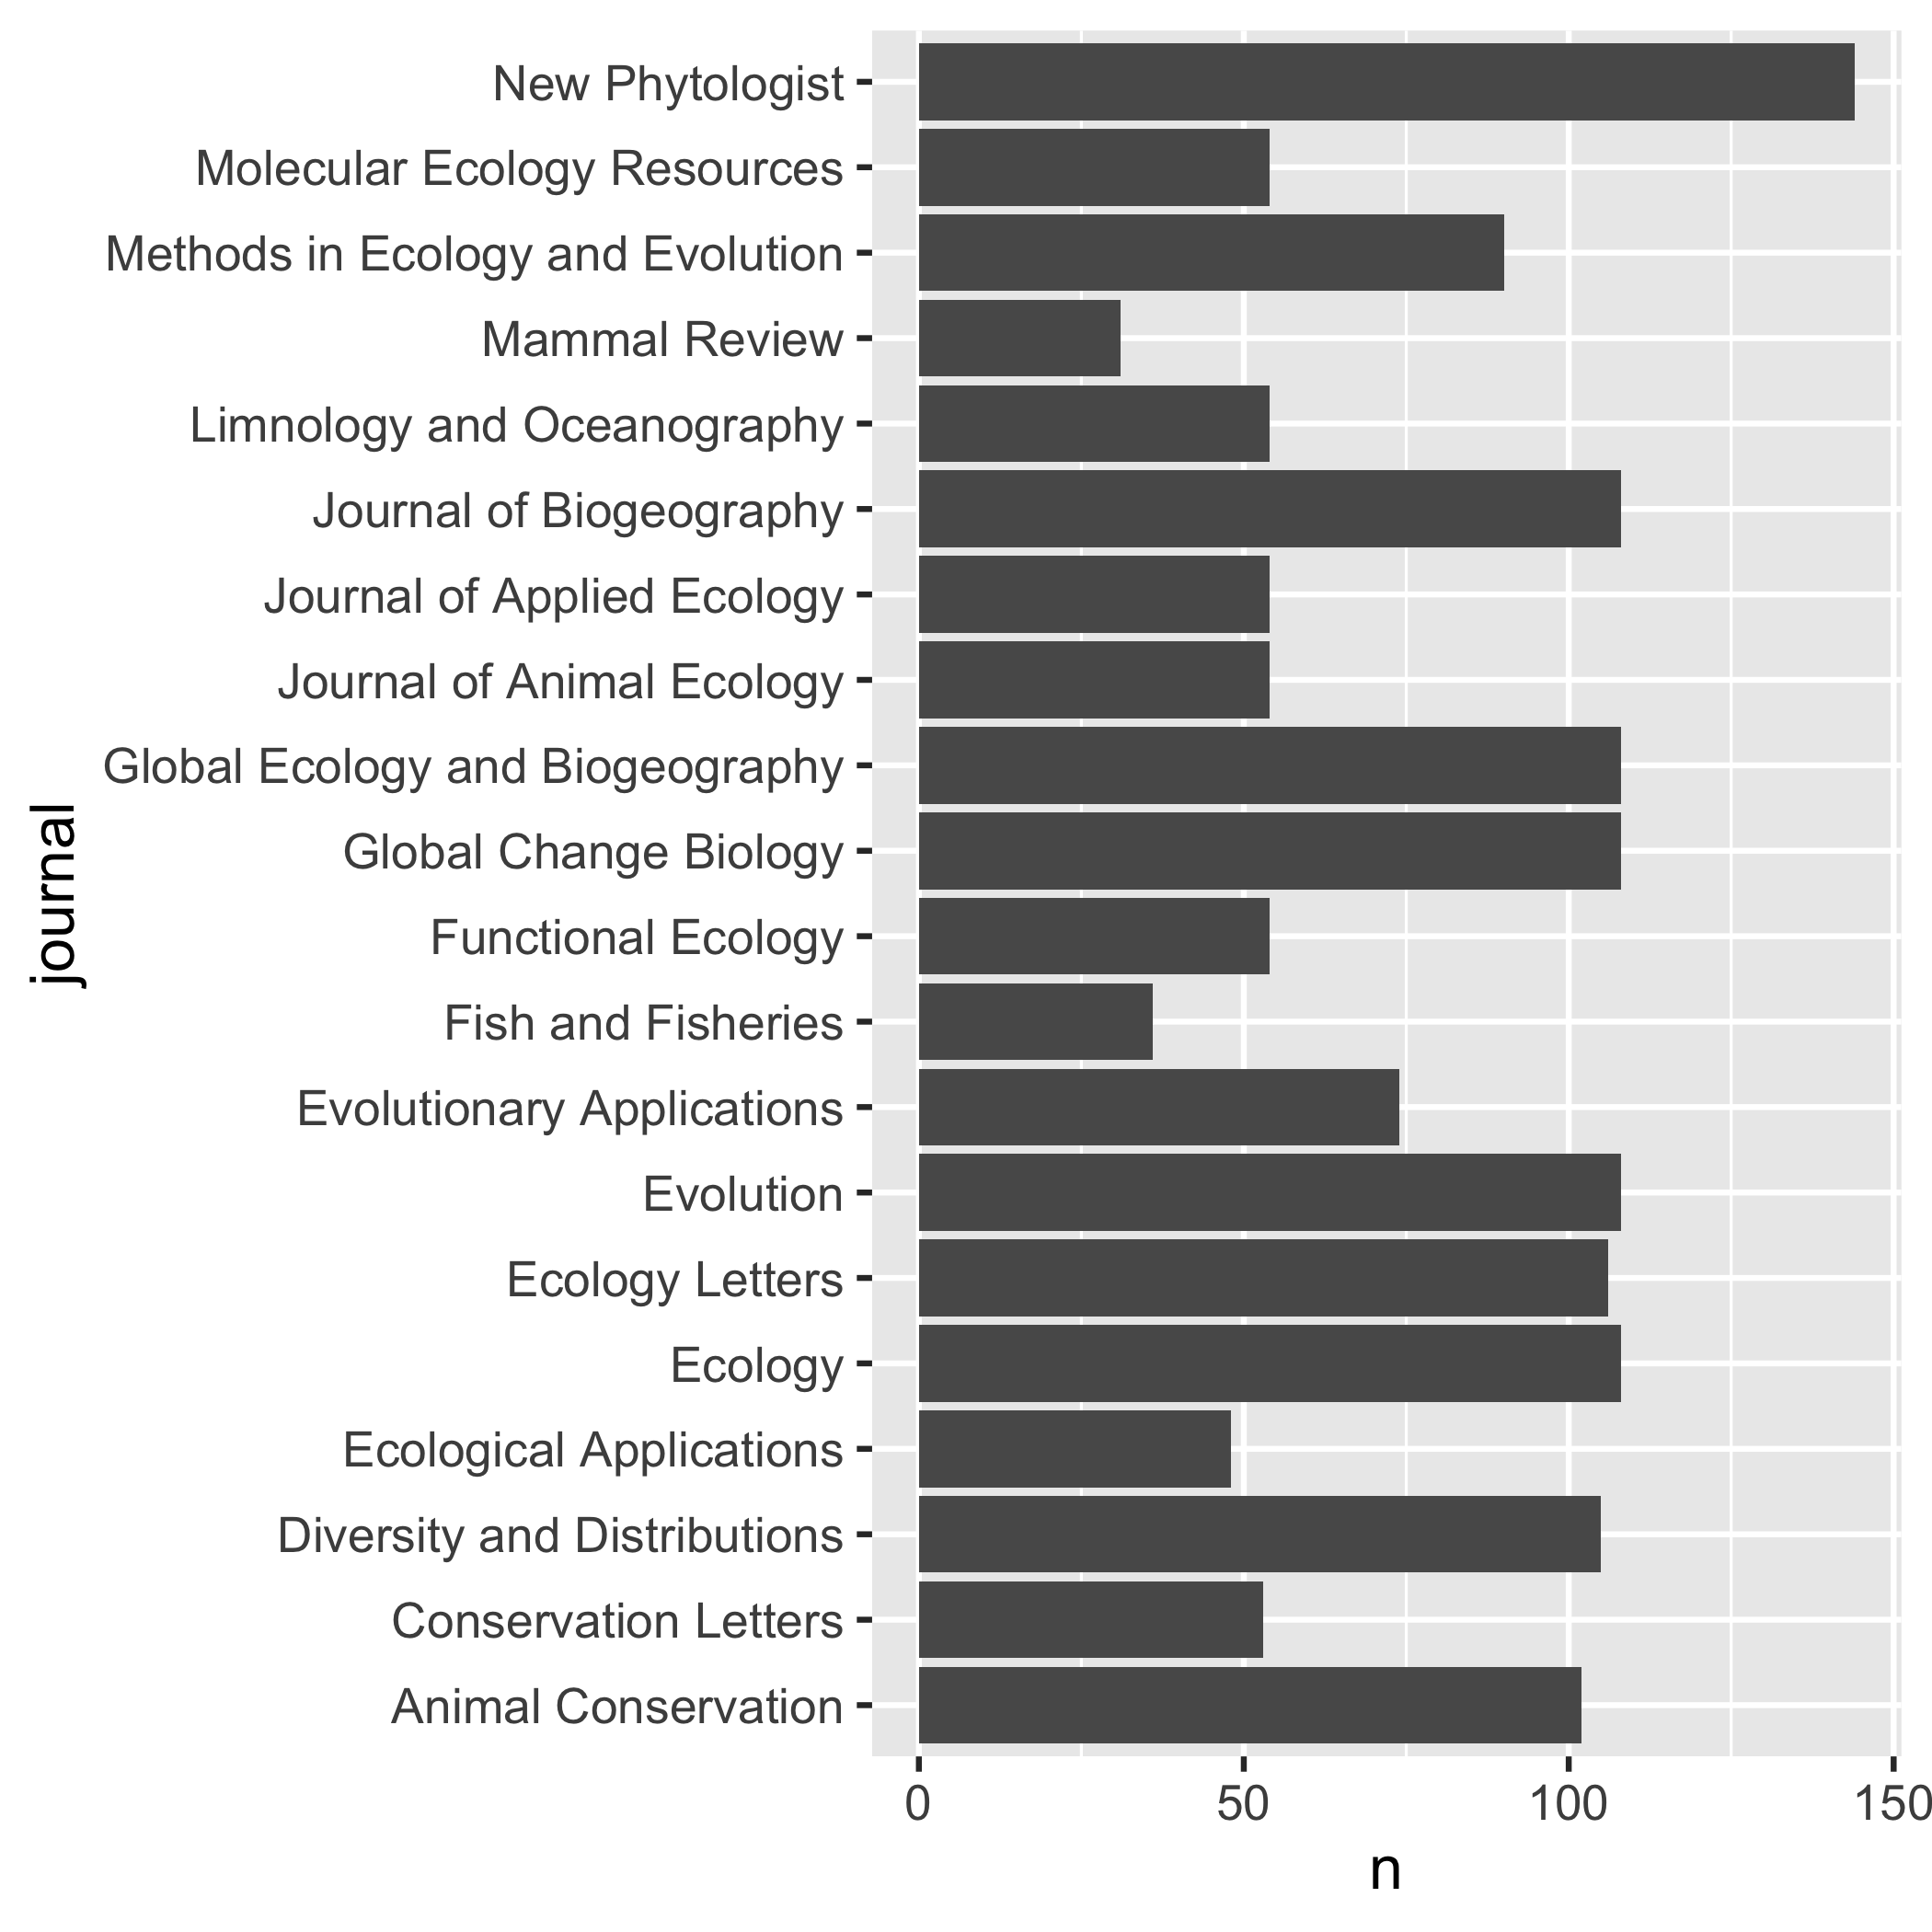 New Phytologist
Molecular Ecology Resources
Methods in Ecology and Evolution
Mammal Review
Limnology and Oceanography
Journal of Biogeography
Journal of Applied Ecology
Journal of Animal Ecology
Global Ecology and Biogeography
Global Change Biology
Functional Ecology
Fish and Fisheries
Evolutionary Applications
Evolution
Ecology Letters
Ecology
Ecological Applications
Diversity and Distributions
Conservation Letters
Animal Conservation
journal
0 50 100 150
n